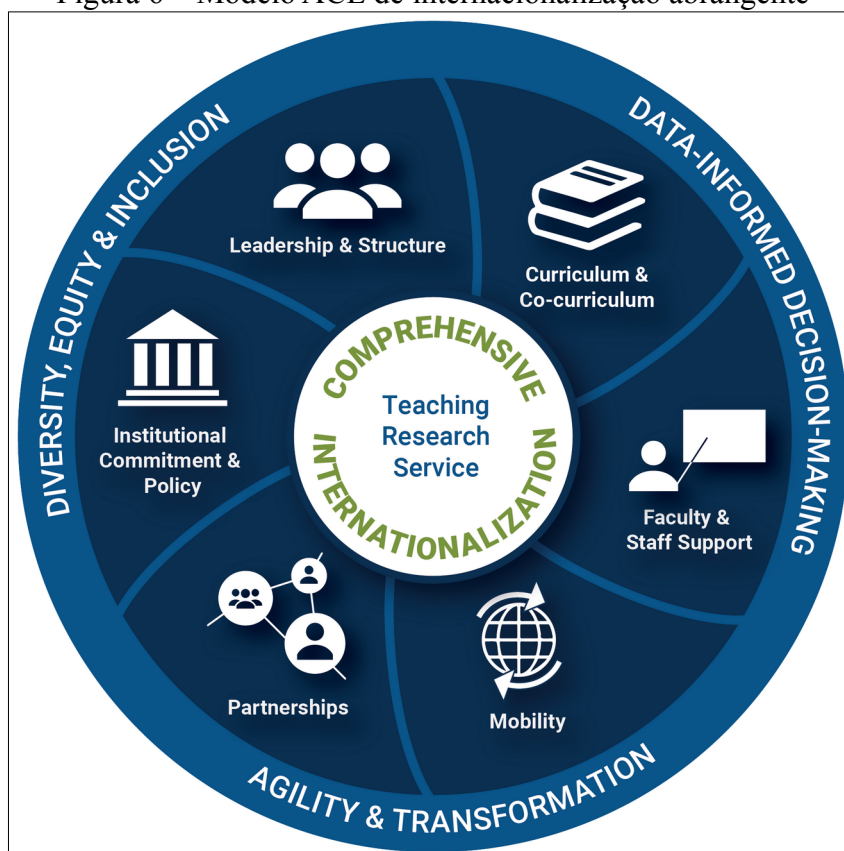 Figura 6 – Modelo ACE de internacionalização abrangente
DIVERSITY, EQUITY & INCLUSION
DATA-INFORMED DECISION-MAKING
AGILITY & TRANSFORMATION
Leadership & Structure
Curriculum &
Co-curriculum
Faculty &
Staff Support
Mobility
Partnerships
Institutional
Commitment &
Policy
COMPREHENSIVE
INTERNATIONALIZATION
Teaching
Research
Service